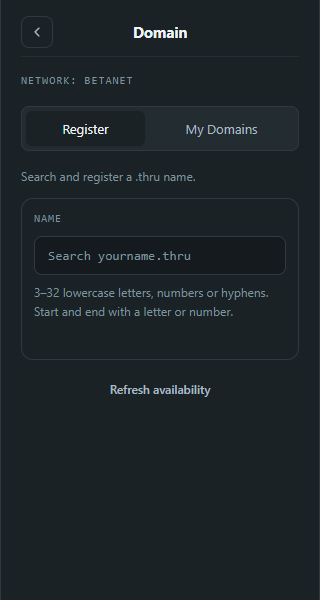 Domain
NETWORK: BETANET
Register
My Domains
Search and register a .thru name.
NAME
Search yourname.thru
3–32 lowercase letters, numbers or hyphens.
Start and end with a letter or number.
Refresh availability